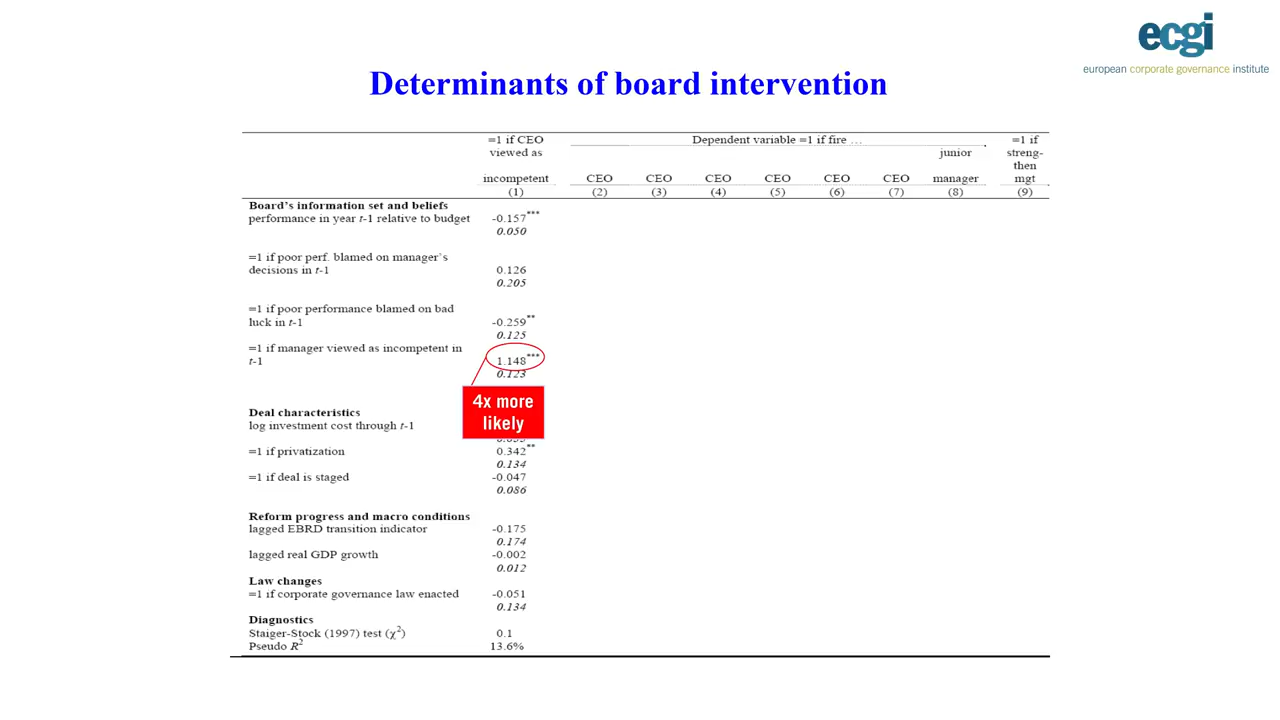 ecgi
european corporate governance institute
Determinants of board intervention
=1 if CEO viewed as incompetent
Dependent variable =1 if fire …
=1 if streng-then mgt
junior manager
CEO CEO CEO CEO CEO CEO
(1) (2) (3) (4) (5) (6) (7) (8) (9)
Board's information set and beliefs
performance in year t-1 relative to budget -0.157***
0.050
=1 if poor perf. blamed on manager`s
decisions in t-1 0.126
0.205
=1 if poor performance blamed on bad
luck in t-1 -0.259**
0.125
=1 if manager viewed as incompetent in
t-1 1.148***
0.123
4x more
likely
Deal characteristics
log investment cost through t-1
=1 if privatization 0.342**
0.134
=1 if deal is staged -0.047
0.086
Reform progress and macro conditions
lagged EBRD transition indicator -0.175
0.174
lagged real GDP growth -0.002
0.012
Law changes
=1 if corporate governance law enacted -0.051
0.134
Diagnostics
Staiger-Stock (1997) test (χ²) 0.1
Pseudo R² 13.6%